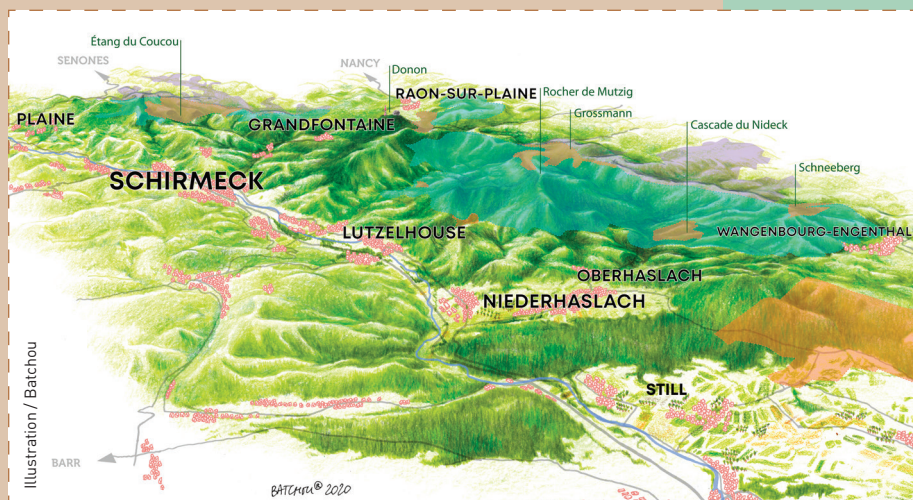 Étang du Coucou
SENONES
NANCY
Donon
RAON-SUR-PLAINE
Rocher de Mutzig
Grossmann
PLAINE
GRANDFONTAINE
Cascade du Nideck
Schneeberg
SCHIRMECK
LUTZELHOUSE
WANGENBOURG-ENGENTHAL
OBERHASLACH
NIEDERHASLACH
STILL
BARR
BATCHOU® 2020
Illustration / Batchou